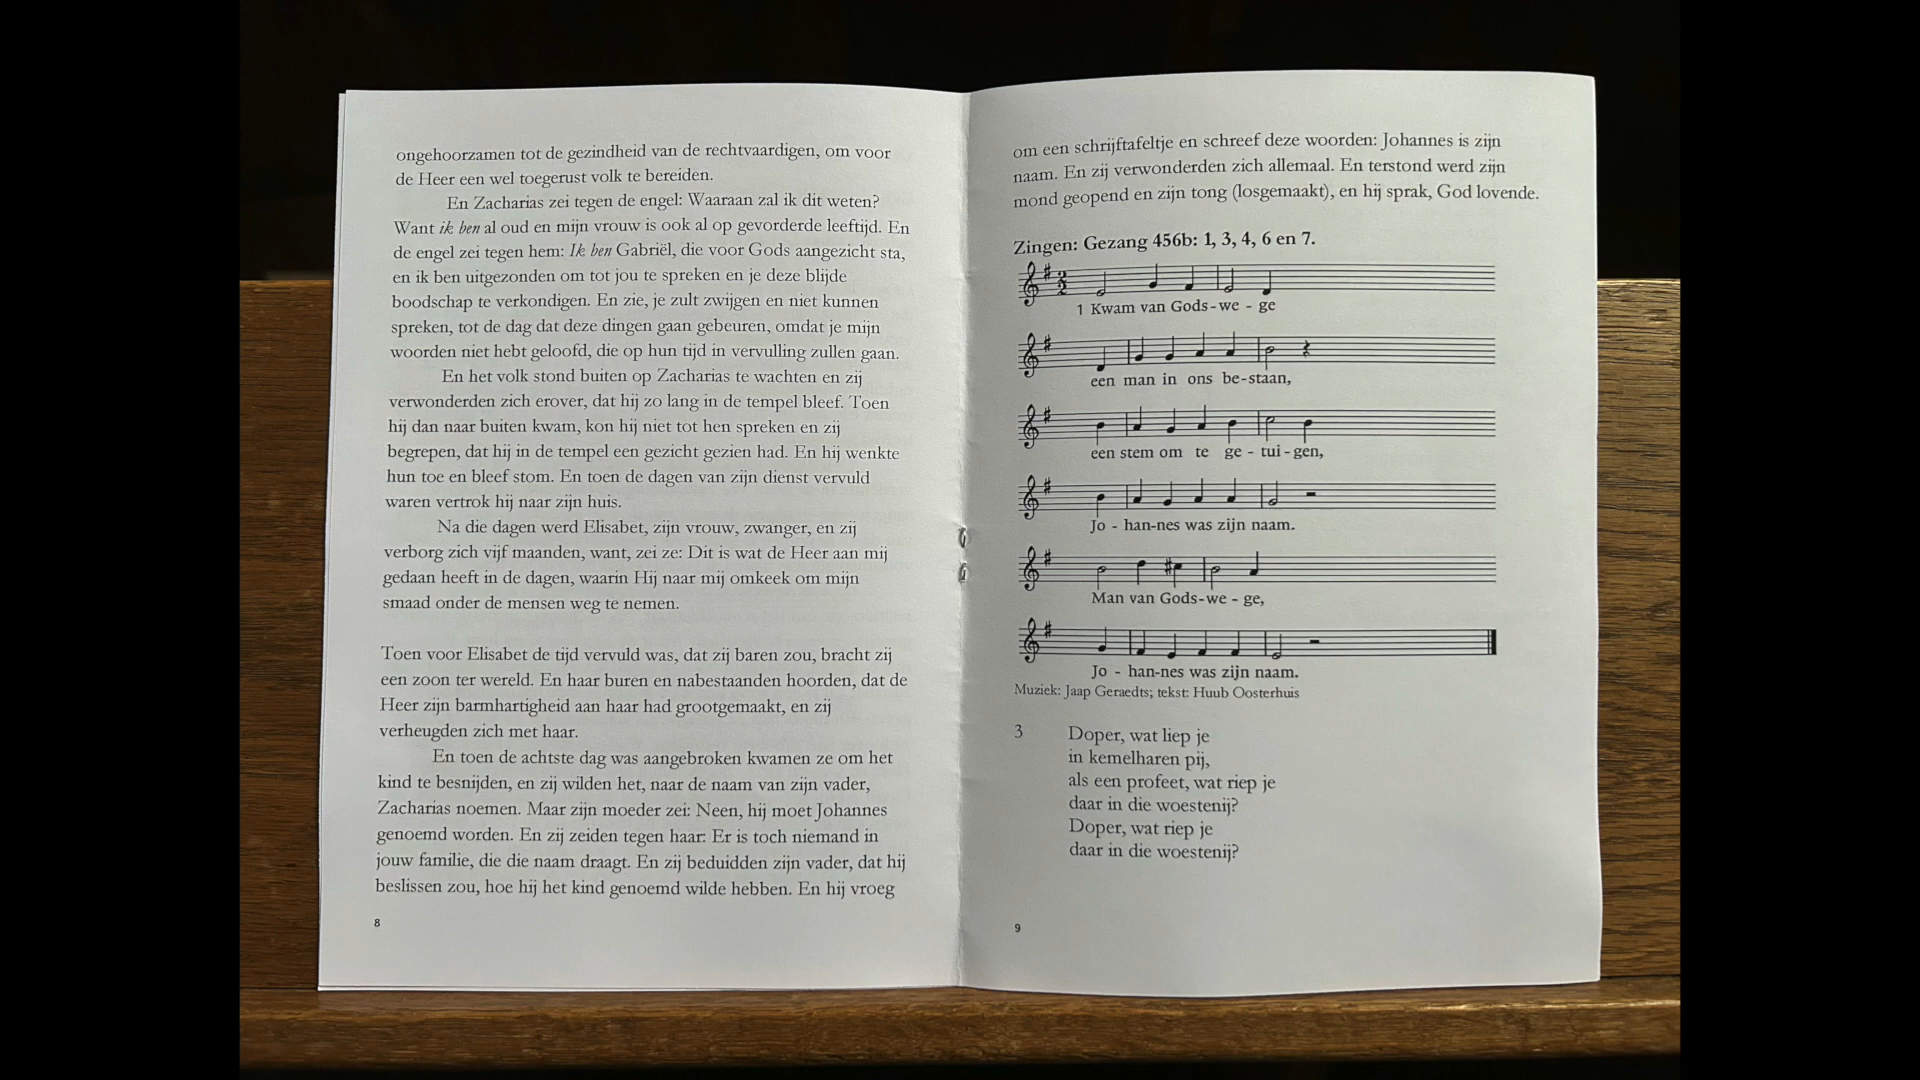 ongehoorzamen tot de gezindheid van de rechtvaardigen, om voor
de Heer een wel toegerust volk te bereiden.
En Zacharias zei tegen de engel: Waaraan zal ik dit weten?
Want ik ben al oud en mijn vrouw is ook al op gevorderde leeftijd. En
de engel zei tegen hem: Ik ben Gabriël, die voor Gods aangezicht sta,
en ik ben uitgezonden om tot jou te spreken en je deze blijde
boodschap te verkondigen. En zie, je zult zwijgen en niet kunnen
spreken, tot de dag dat deze dingen gaan gebeuren, omdat je mijn
woorden niet hebt geloofd, die op hun tijd in vervulling zullen gaan.
En het volk stond buiten op Zacharias te wachten en zij
verwonderden zich erover, dat hij zo lang in de tempel bleef. Toen
hij dan naar buiten kwam, kon hij niet tot hen spreken en zij
begrepen, dat hij in de tempel een gezicht gezien had. En hij wenkte
hun toe en bleef stom. En toen de dagen van zijn dienst vervuld
waren vertrok hij naar zijn huis.
Na die dagen werd Elisabet, zijn vrouw, zwanger, en zij
verborg zich vijf maanden, want, zei ze: Dit is wat de Heer aan mij
gedaan heeft in de dagen, waarin Hij naar mij omkeek om mijn
smaad onder de mensen weg te nemen.
Toen voor Elisabet de tijd vervuld was, dat zij baren zou, bracht zij
een zoon ter wereld. En haar buren en nabestaanden hoorden, dat de
Heer zijn barmhartigheid aan haar had grootgemaakt, en zij
verheugden zich met haar.
En toen de achtste dag was aangebroken kwamen ze om het
kind te besnijden, en zij wilden het, naar de naam van zijn vader,
Zacharias noemen. Maar zijn moeder zei: Neen, hij moet Johannes
genoemd worden. En zij zeiden tegen haar: Er is toch niemand in
jouw familie, die die naam draagt. En zij beduidden zijn vader, dat hij
beslissen zou, hoe hij het kind genoemd wilde hebben. En hij vroeg
8
om een schrijftafeltje en schreef deze woorden: Johannes is zijn
naam. En zij verwonderden zich allemaal. En terstond werd zijn
mond geopend en zijn tong (losgemaakt), en hij sprak, God lovende.
Zingen: Gezang 456b: 1, 3, 4, 6 en 7.
1 Kwam van Gods-we - ge
een man in ons be-staan,
een stem om te ge - tui - gen,
Jo - han-nes was zijn naam.
Man van Gods-we - ge,
Jo - han-nes was zijn naam.
Muziek: Jaap Geraedts; tekst: Huub Oosterhuis
3 Doper, wat liep je
in kemelharen pij,
als een profeet, wat riep je
daar in die woestenij?
Doper, wat riep je
daar in die woestenij?
9